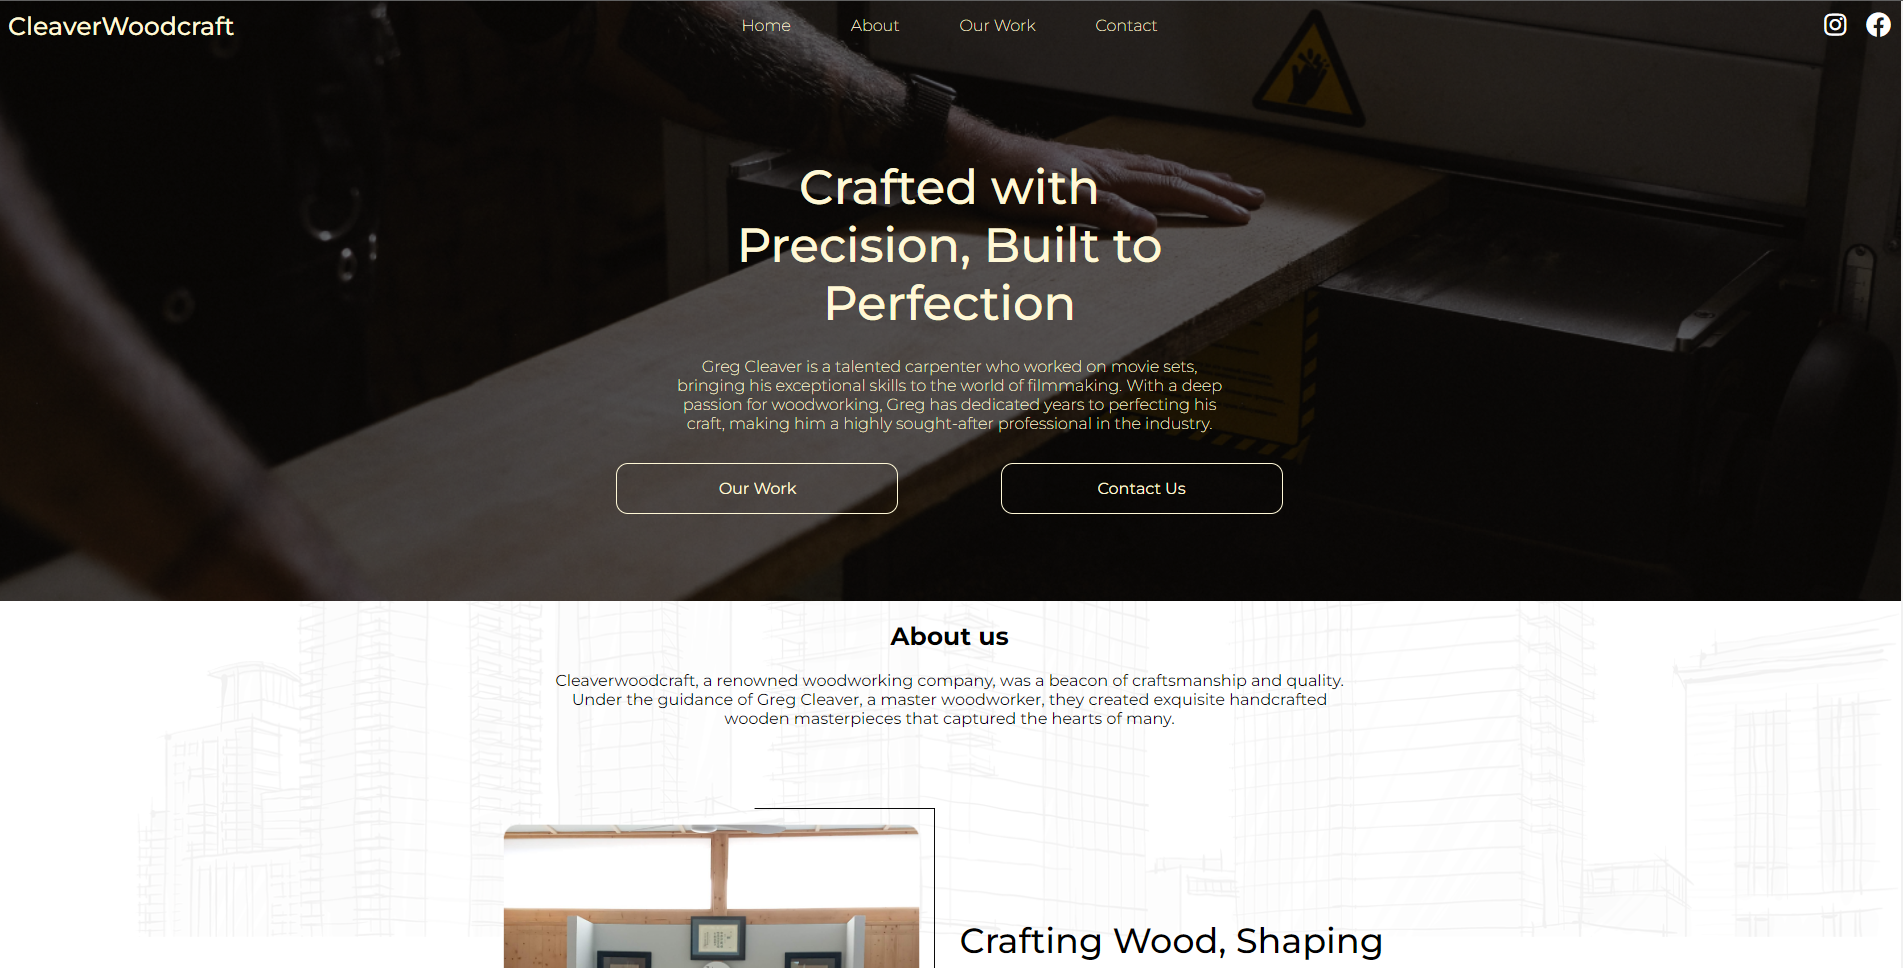 CleaverWoodcraft
Home About Our Work Contact
Crafted with
Precision, Built to
Perfection
Greg Cleaver is a talented carpenter who worked on movie sets,
bringing his exceptional skills to the world of filmmaking. With a deep
passion for woodworking, Greg has dedicated years to perfecting his
craft, making him a highly sought-after professional in the industry.
Our Work
Contact Us
About us
Cleaverwoodcraft, a renowned woodworking company, was a beacon of craftsmanship and quality.
Under the guidance of Greg Cleaver, a master woodworker, they created exquisite handcrafted
wooden masterpieces that captured the hearts of many.
Crafting Wood, Shaping